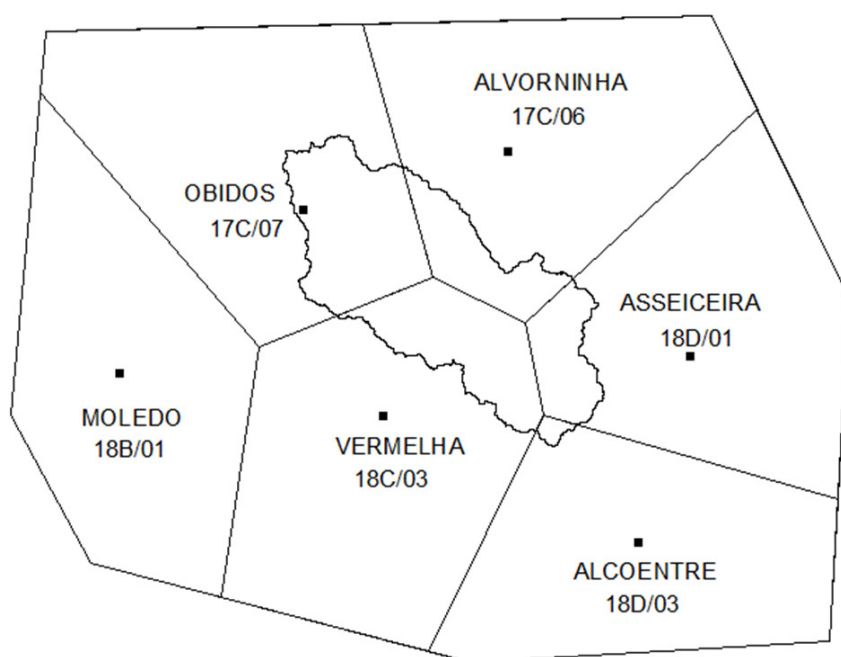 ALVORNINHA
17C/06
OBIDOS
17C/07
ASSEICEIRA
18D/01
MOLEDO
18B/01
VERMELHA
18C/03
ALCOENTRE
18D/03